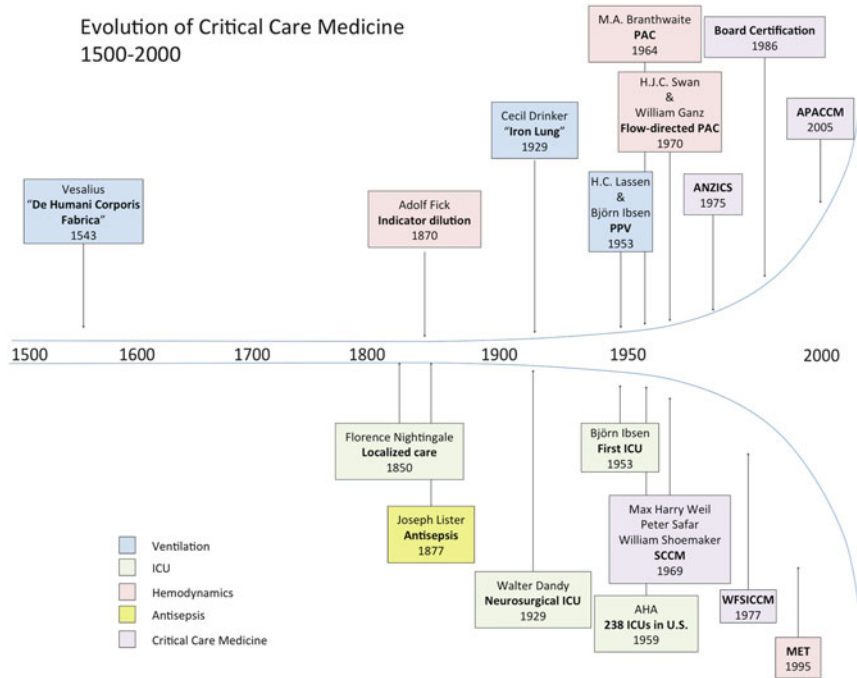 Evolution of Critical Care Medicine
1500-2000
M.A. Branthwaite
PAC
1964
Board Certification
1986
H.J.C. Swan
&
William Ganz
Flow-directed PAC
1970
Cecil Drinker
"Iron Lung"
1929
APACCM
2005
Vesalius
"De Humani Corporis
Fabrica"
1543
Adolf Fick
Indicator dilution
1870
H.C. Lassen
&
Björn Ibsen
PPV
1953
ANZICS
1975
1500 1600 1700 1800 1900 1950 2000
Florence Nightingale
Localized care
1850
Björn Ibsen
First ICU
1953
Joseph Lister
Antisepsis
1877
Max Harry Weil
Peter Safar
William Shoemaker
SCCM
1969
Walter Dandy
Neurosurgical ICU
1929
AHA
238 ICUs in U.S.
1959
WFSICCM
1977
MET
1995
Ventilation
ICU
Hemodynamics
Antisepsis
Critical Care Medicine